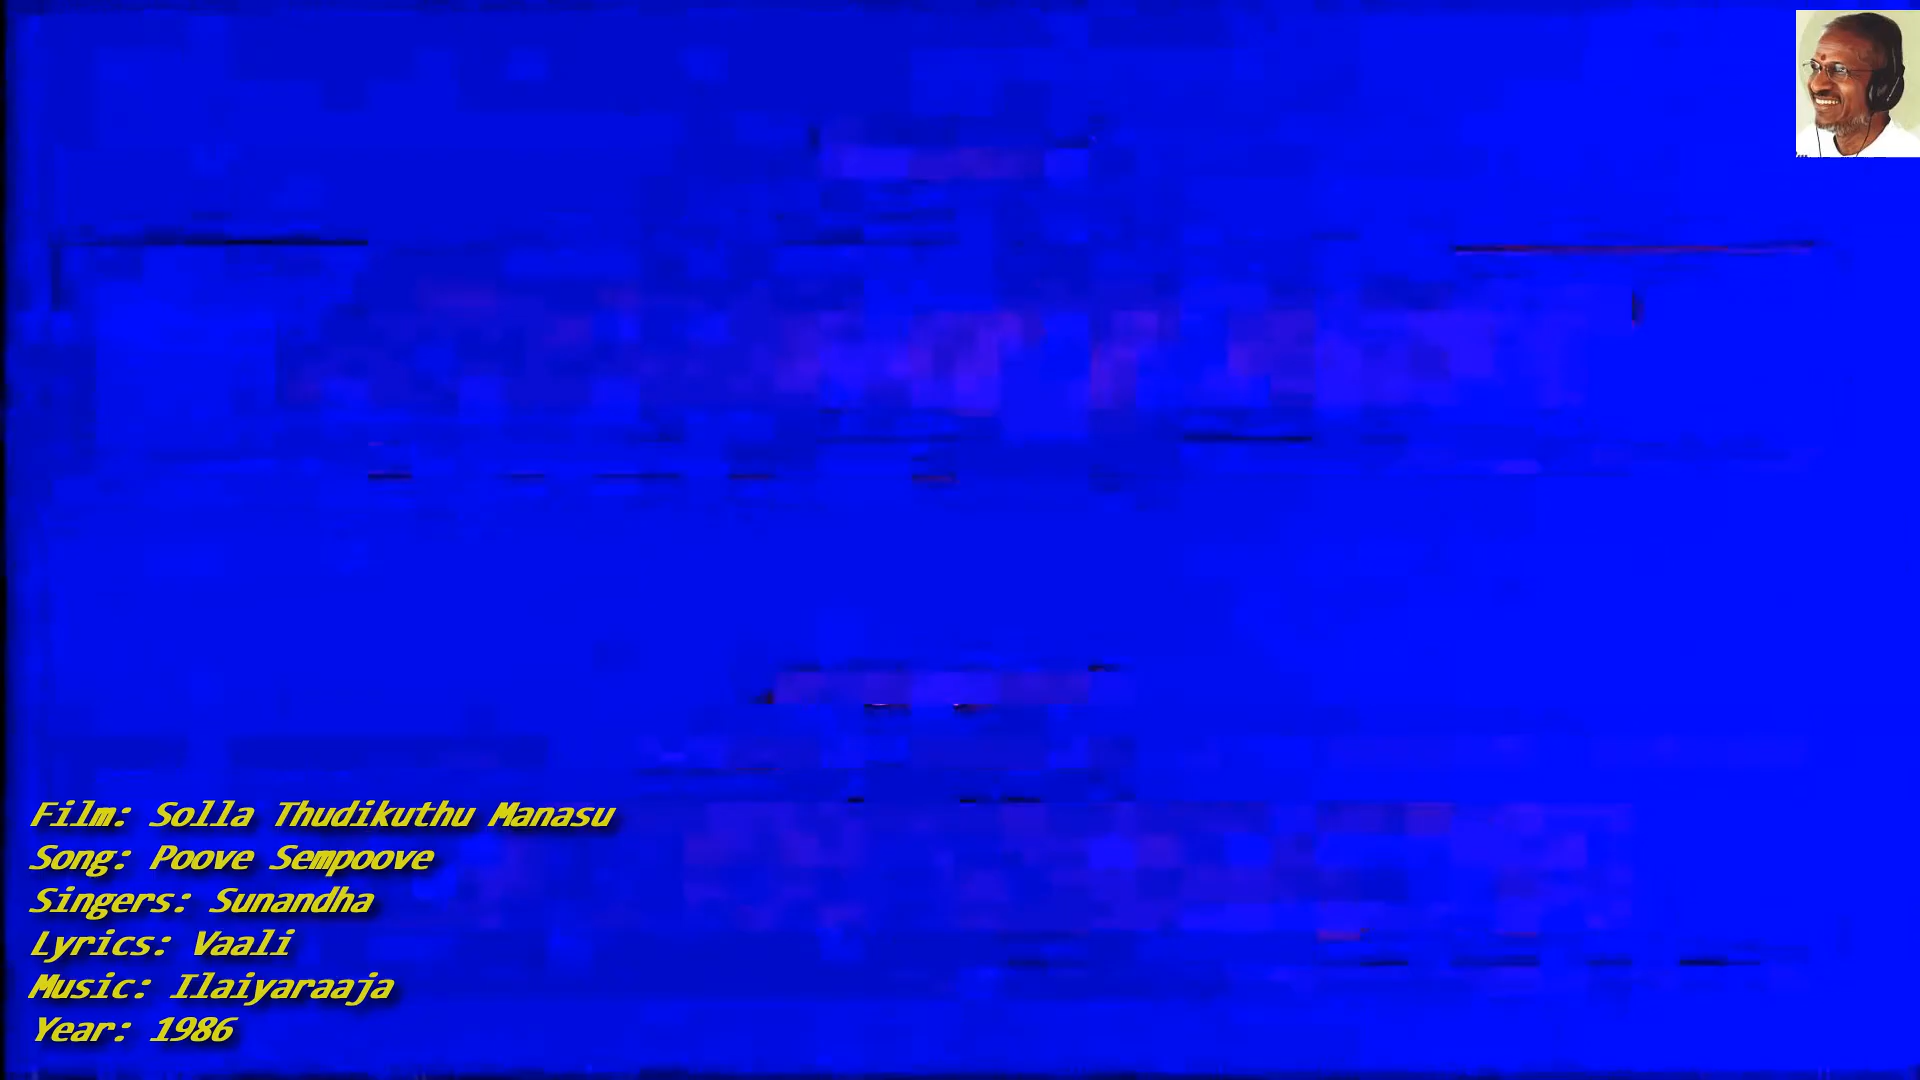 Film: Solla Thudikuthu Manasu
Song: Poove Sempoove
Singers: Sunandha
Lyrics: Vaali
Music: Ilaiyaraaja
Year: 1986